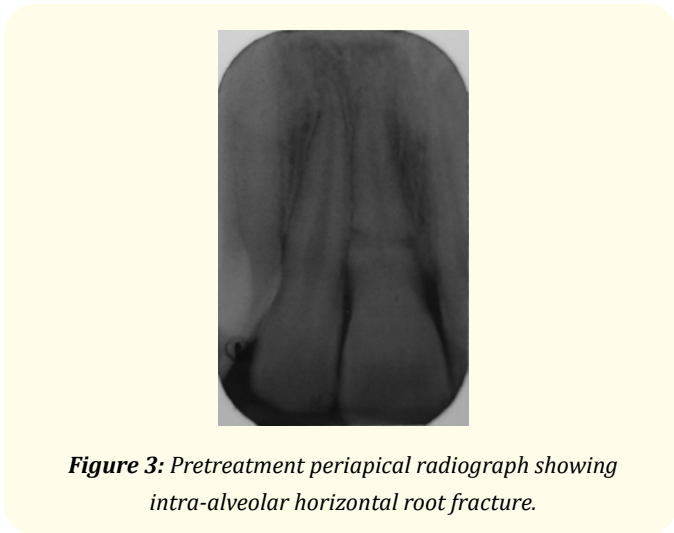 Figure 3: Pretreatment periapical radiograph showing
intra-alveolar horizontal root fracture.